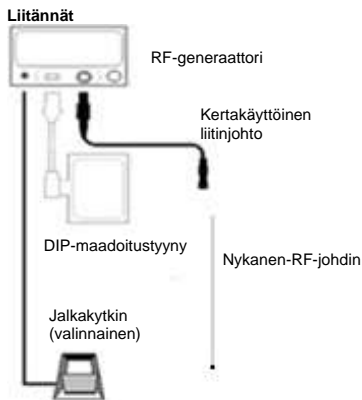 Liitännät
RF-generaattori
Kertakäyttöinen
liitinjohto
DIP-maadoitustyyny
Nykanen-RF-johdin
Jalkakytkin
(valinnainen)